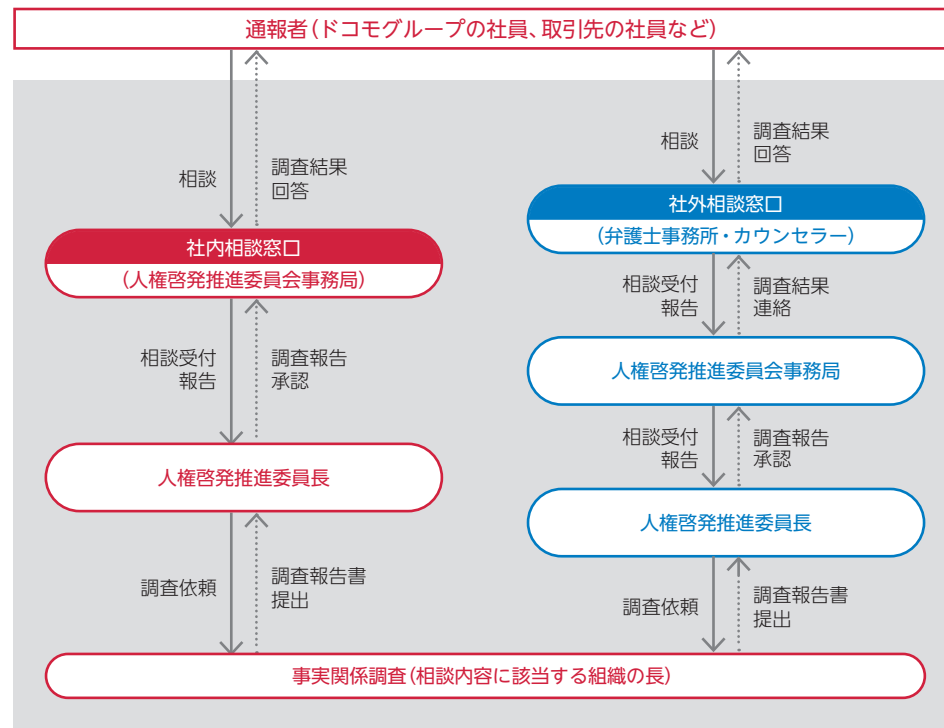 通報者(ドコモグループの社員、取引先の社員など)
相談
調査結果
回答
社内相談窓口
(人権啓発推進委員会事務局)
相談受付
報告
調査報告
承認
人権啓発推進委員長
調査依頼
調査報告書
提出
相談
調査結果
回答
社外相談窓口
(弁護士事務所・カウンセラー)
相談受付
報告
調査結果
連絡
人権啓発推進委員会事務局
相談受付
報告
調査報告
承認
人権啓発推進委員長
調査依頼
調査報告書
提出
事実関係調査(相談内容に該当する組織の長)